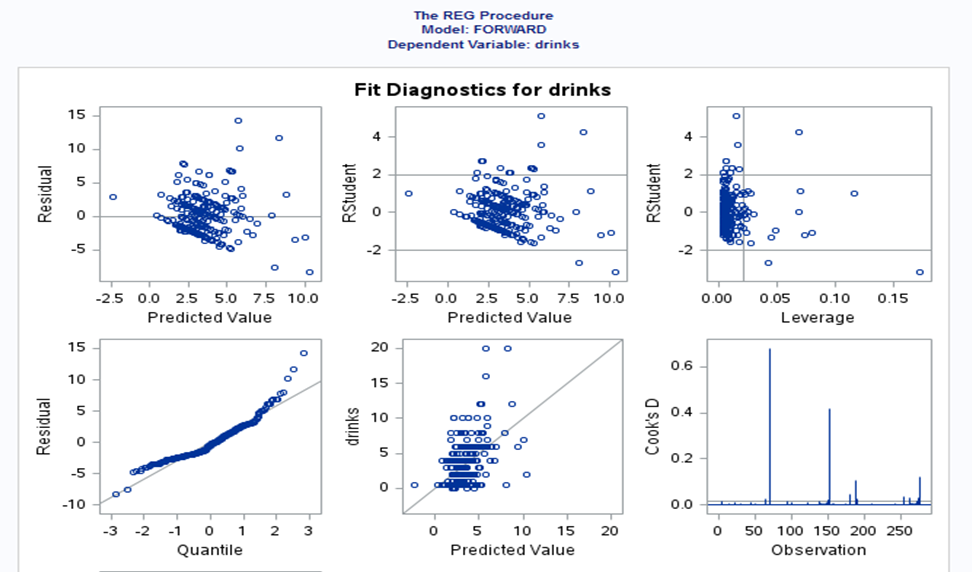 The REG Procedure
Model: FORWARD
Dependent Variable: drinks
Fit Diagnostics for drinks
Residual
15
10
5
0
-5
-2.5 0.0 2.5 5.0 7.5 10.0
Predicted Value
RStudent
4
2
0
-2
-2.5 0.0 2.5 5.0 7.5 10.0
Predicted Value
RStudent
4
2
0
-2
0.00 0.05 0.10 0.15
Leverage
Residual
15
10
5
0
-5
-10
-3 -2 -1 0 1 2 3
Quantile
drinks
20
15
10
5
0
0 5 10 15 20
Predicted Value
Cook's D
0.6
0.4
0.2
0.0
0 50 100 150 200 250
Observation